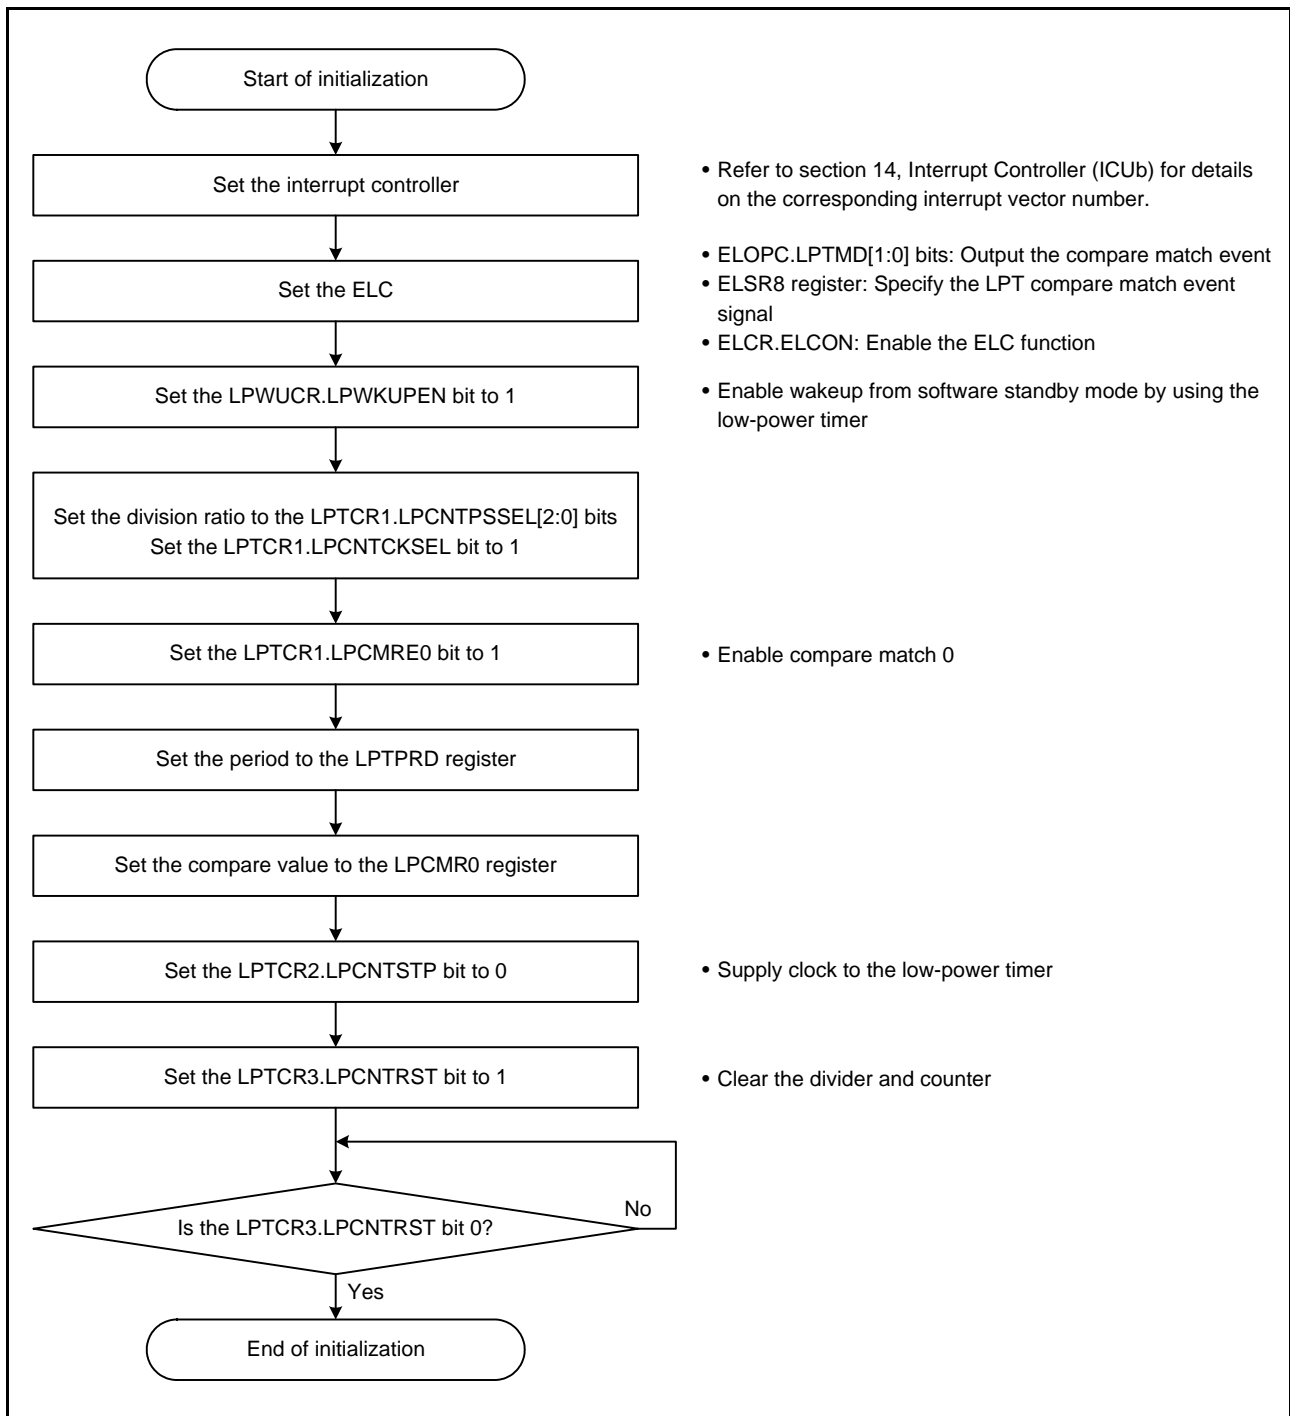 Start of initialization
Set the interrupt controller
• Refer to section 14, Interrupt Controller (ICUb) for details
on the corresponding interrupt vector number.
Set the ELC
• ELOPC.LPTMD[1:0] bits: Output the compare match event
• ELSR8 register: Specify the LPT compare match event
signal
• ELCR.ELCON: Enable the ELC function
Set the LPWUCR.LPWKUPEN bit to 1
• Enable wakeup from software standby mode by using the
low-power timer
Set the division ratio to the LPTCR1.LPCNTPSSEL[2:0] bits
Set the LPTCR1.LPCNTCKSEL bit to 1
Set the LPTCR1.LPCMRE0 bit to 1
• Enable compare match 0
Set the period to the LPTPRD register
Set the compare value to the LPCMR0 register
Set the LPTCR2.LPCNTSTP bit to 0
• Supply clock to the low-power timer
Set the LPTCR3.LPCNTRST bit to 1
• Clear the divider and counter
No
Is the LPTCR3.LPCNTRST bit 0?
Yes
End of initialization